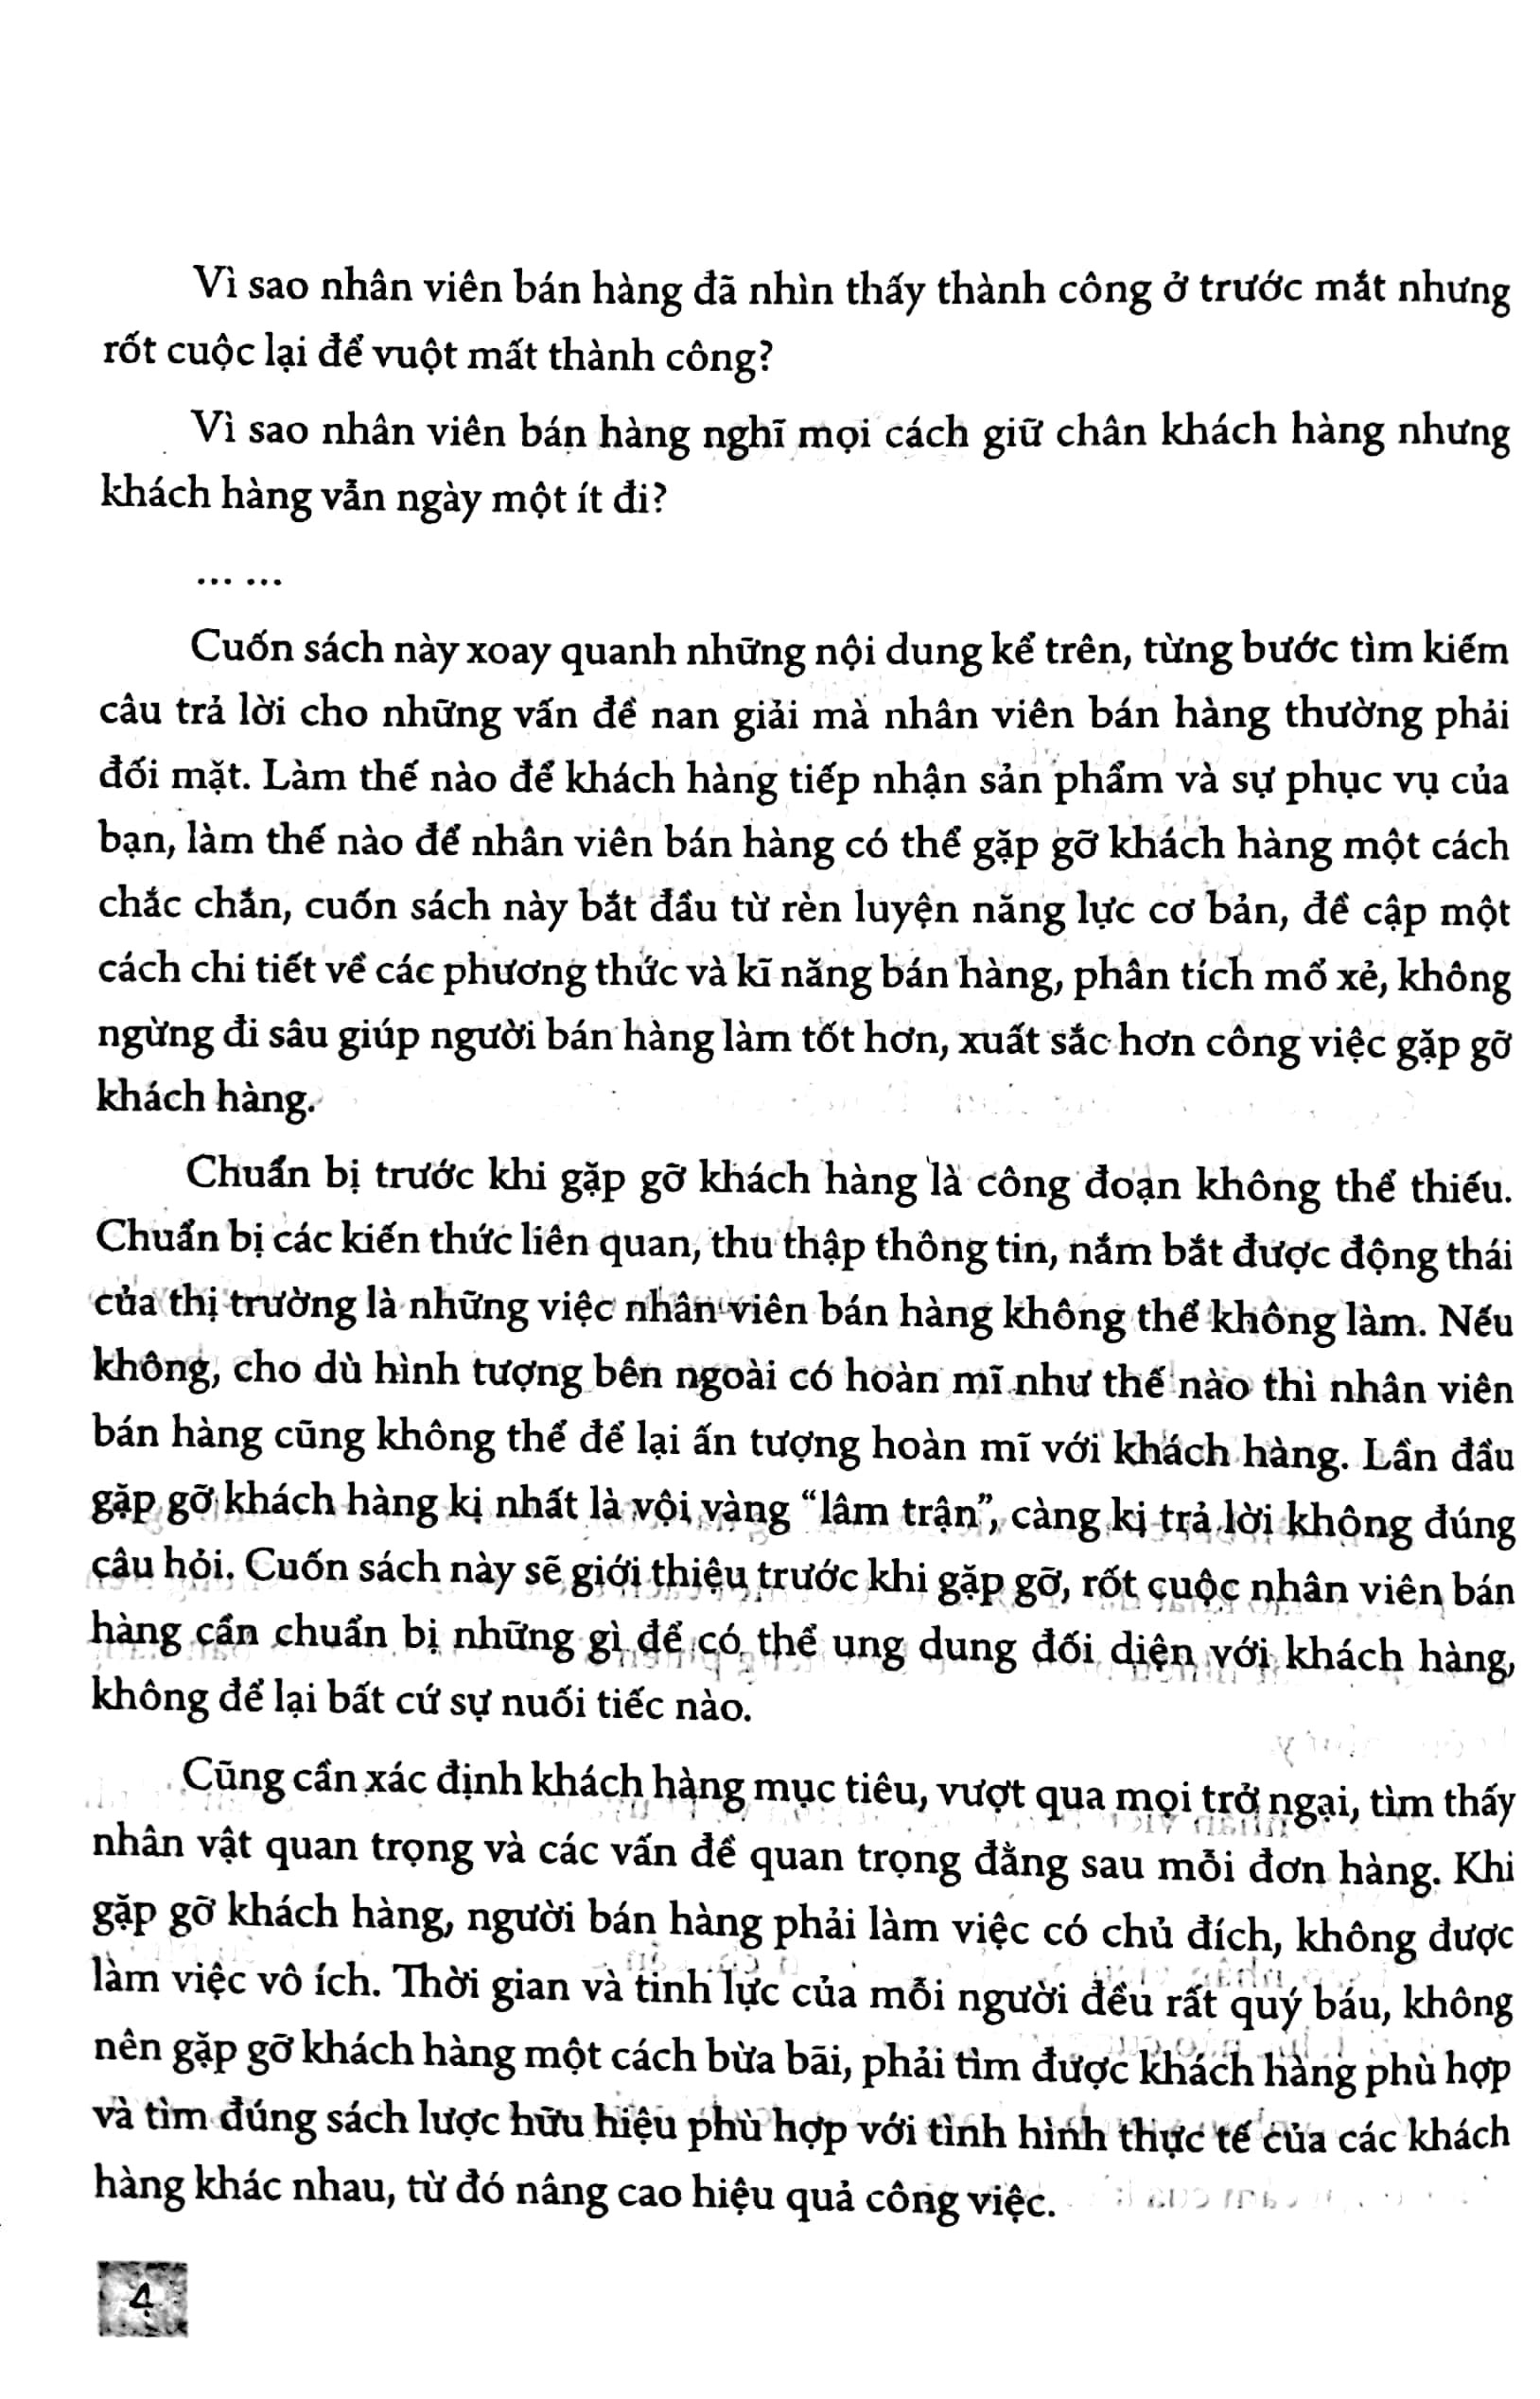 Vì sao nhân viên bán hàng đã nhìn thấy thành công ở trước mắt nhưng
rốt cuộc lại để vuột mất thành công?
Vì sao nhân viên bán hàng nghĩ mọi cách giữ chân khách hàng nhưng
khách hàng vẫn ngày một ít đi?
... ...
Cuốn sách này xoay quanh những nội dung kể trên, từng bước tìm kiếm
câu trả lời cho những vấn đề nan giải mà nhân viên bán hàng thường phải
đối mặt. Làm thế nào để khách hàng tiếp nhận sản phẩm và sự phục vụ của
bạn, làm thế nào để nhân viên bán hàng có thể gặp gỡ khách hàng một cách
chắc chắn, cuốn sách này bắt đầu từ rèn luyện năng lực cơ bản, đề cập một
cách chi tiết về các phương thức và kĩ năng bán hàng, phân tích mổ xẻ, không
ngừng đi sâu giúp người bán hàng làm tốt hơn, xuất sắc hơn công việc gặp gỡ
khách hàng.
Chuẩn bị trước khi gặp gỡ khách hàng là công đoạn không thể thiếu.
Chuẩn bị các kiến thức liên quan, thu thập thông tin, nắm bắt được động thái
của thị trường là những việc nhân viên bán hàng không thể không làm. Nếu
không, cho dù hình tượng bên ngoài có hoàn mĩ như thế nào thì nhân viên
bán hàng cũng không thể để lại ấn tượng hoàn mĩ với khách hàng. Lần đầu
gặp gỡ khách hàng kị nhất là vội vàng “lâm trận”, càng kị trả lời không đúng
câu hỏi. Cuốn sách này sẽ giới thiệu trước khi gặp gỡ, rốt cuộc nhân viên bán
hàng cần chuẩn bị những gì để có thể ung dung đối diện với khách hàng,
không để lại bất cứ sự nuối tiếc nào.
Cũng cần xác định khách hàng mục tiêu, vượt qua mọi trở ngại, tìm thấy
nhân vật quan trọng và các vấn đề quan trọng đằng sau mỗi đơn hàng. Khi
gặp gỡ khách hàng, người bán hàng phải làm việc có chủ đích, không được
làm việc vô ích. Thời gian và tinh lực của mỗi người đều rất quý báu, không
nên gặp gỡ khách hàng một cách bừa bãi, phải tìm được khách hàng phù hợp
và tìm đúng sách lược hữu hiệu phù hợp với tình hình thực tế của các khách
hàng khác nhau, từ đó nâng cao hiệu quả công việc.
4